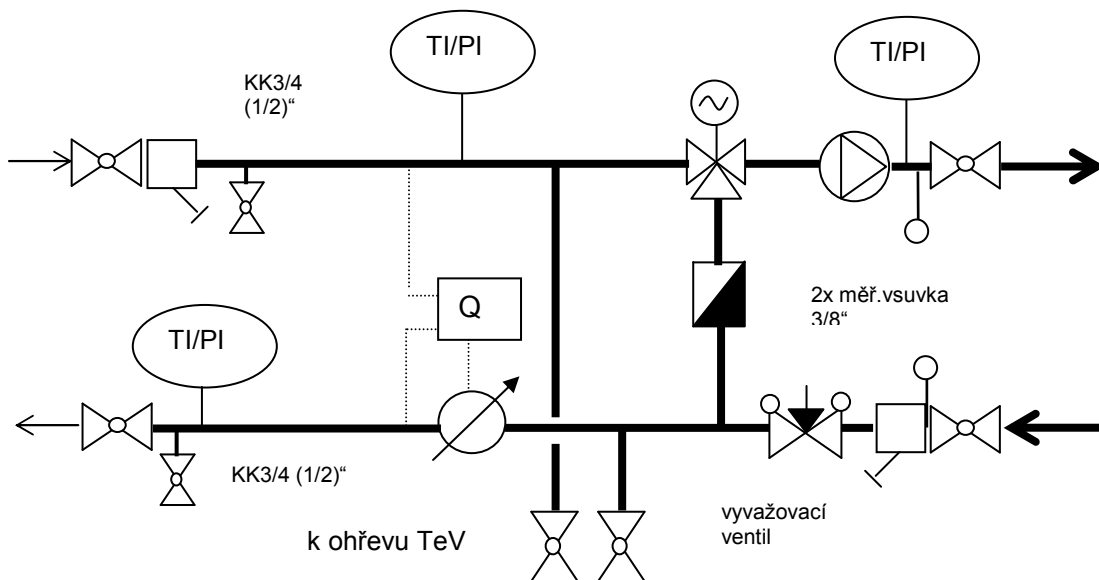 TI/PI
TI/PI
KK3/4
(1/2)“
Q
2x měř.vsuvka
3/8“
TI/PI
KK3/4 (1/2)“
vyvažovací
ventil
k ohřevu TeV